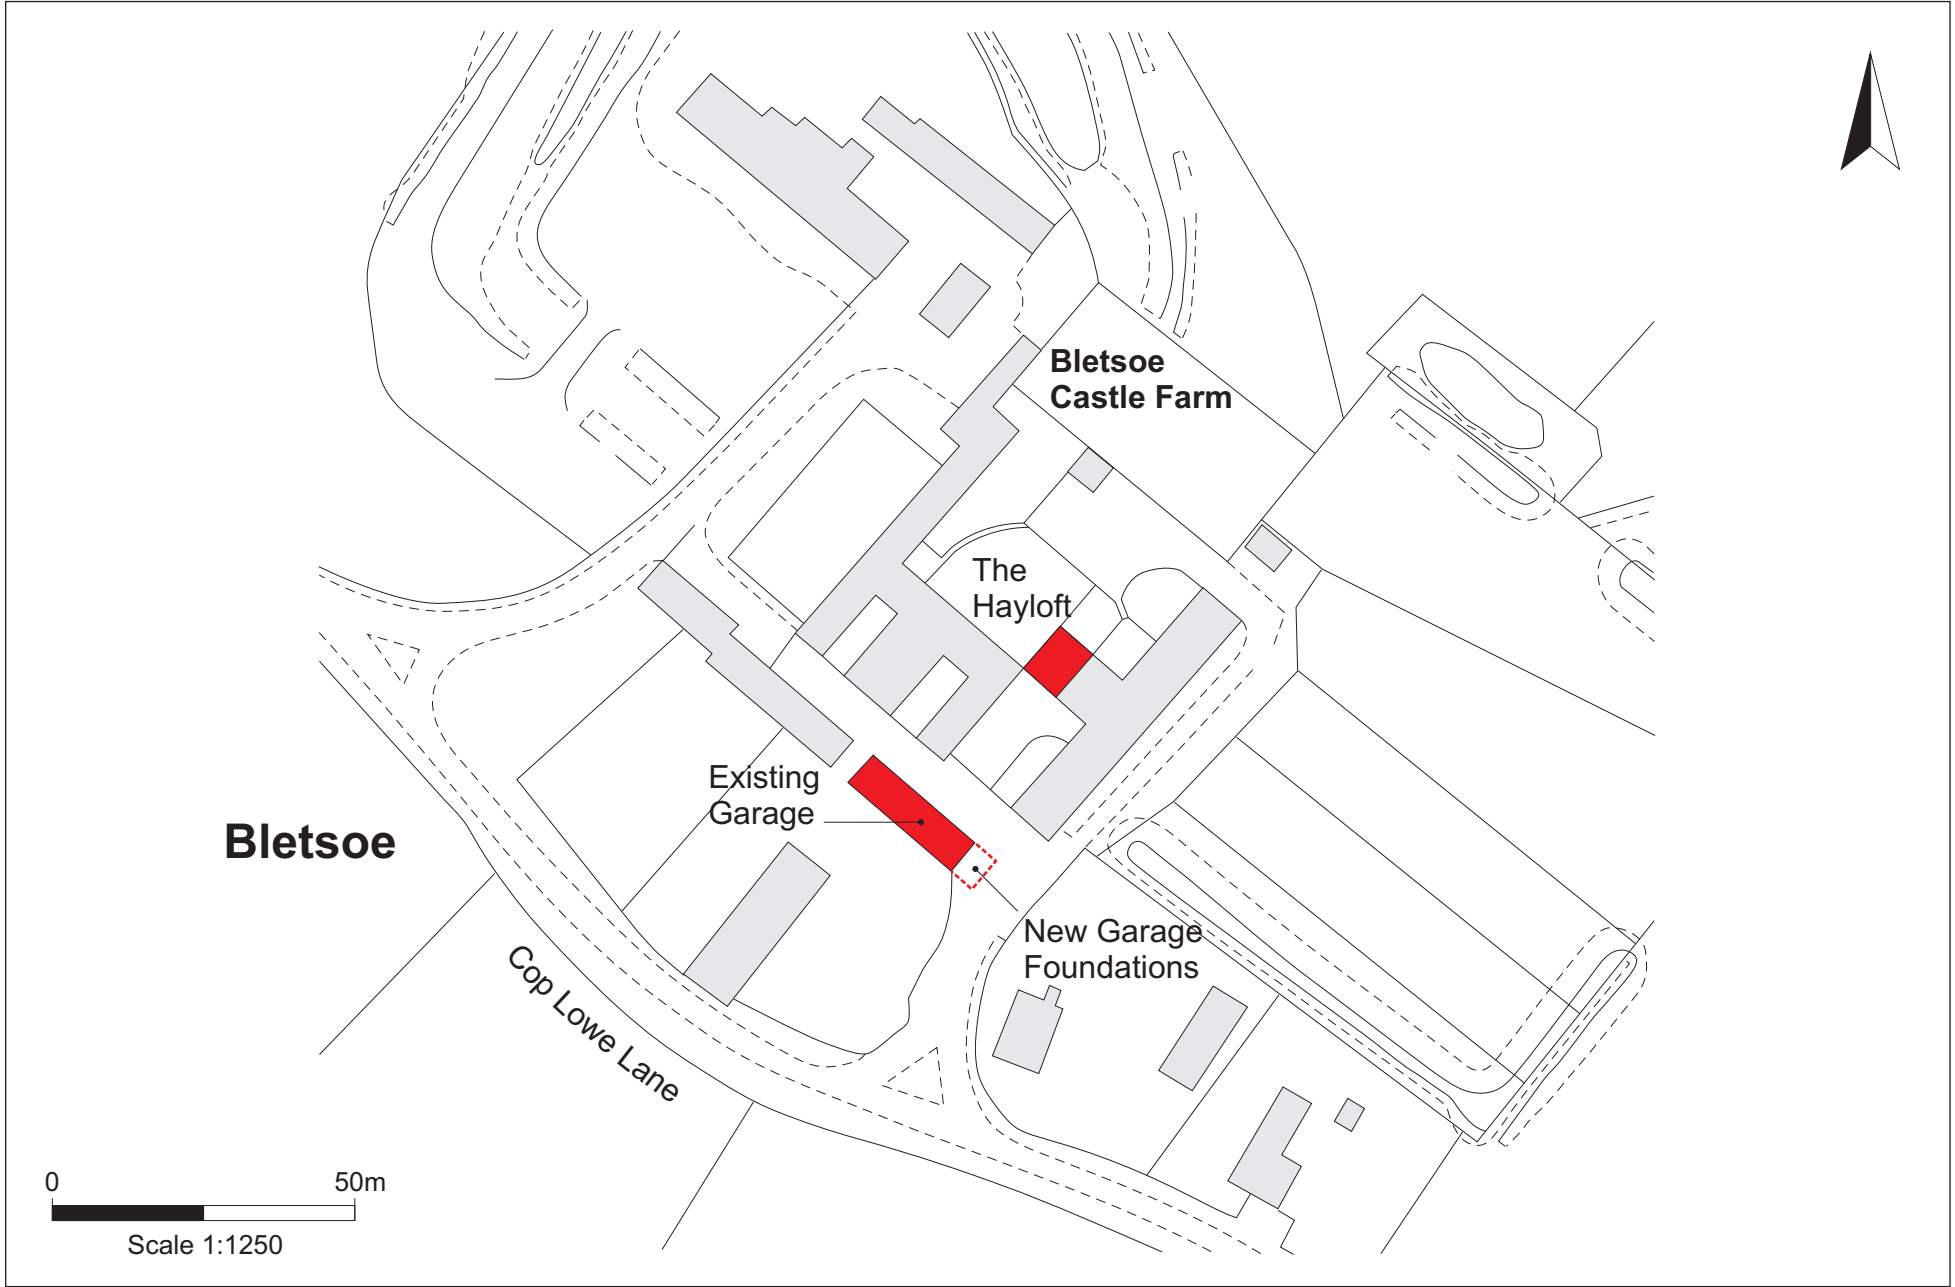 Bletsoe
Castle Farm
The
Hayloft
Existing
Garage
Bletsoe
New Garage
Foundations
Cop Lowe Lane
0 50m
Scale 1:1250